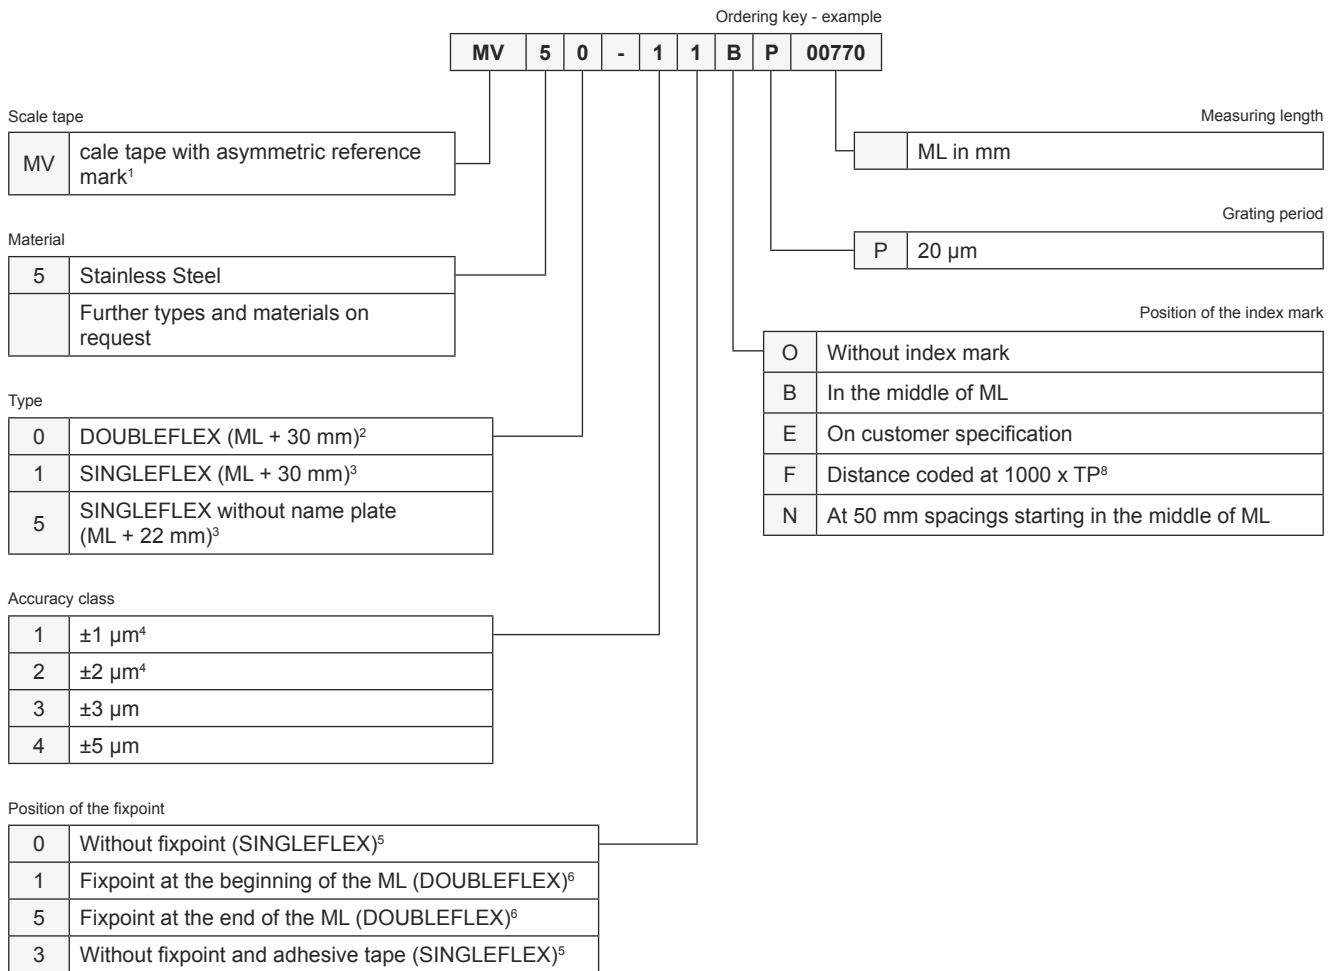 Ordering key - example
MV 5 0 - 1 1 B P 00770
Scale tape
MV cale tape with asymmetric reference
mark¹
Material
5 Stainless Steel
Further types and materials on
request
Type
0 DOUBLEFLEX (ML + 30 mm)²
1 SINGLEFLEX (ML + 30 mm)³
5 SINGLEFLEX without name plate
(ML + 22 mm)³
Accuracy class
1 ±1 µm⁴
2 ±2 µm⁴
3 ±3 µm
4 ±5 µm
Position of the fixpoint
0 Without fixpoint (SINGLEFLEX)⁵
1 Fixpoint at the beginning of the ML (DOUBLEFLEX)⁶
5 Fixpoint at the end of the ML (DOUBLEFLEX)⁶
3 Without fixpoint and adhesive tape (SINGLEFLEX)⁵
Measuring length
ML in mm
Grating period
P 20 µm
Position of the index mark
O Without index mark
B In the middle of ML
E On customer specification
F Distance coded at 1000 x TP⁸
N At 50 mm spacings starting in the middle of ML